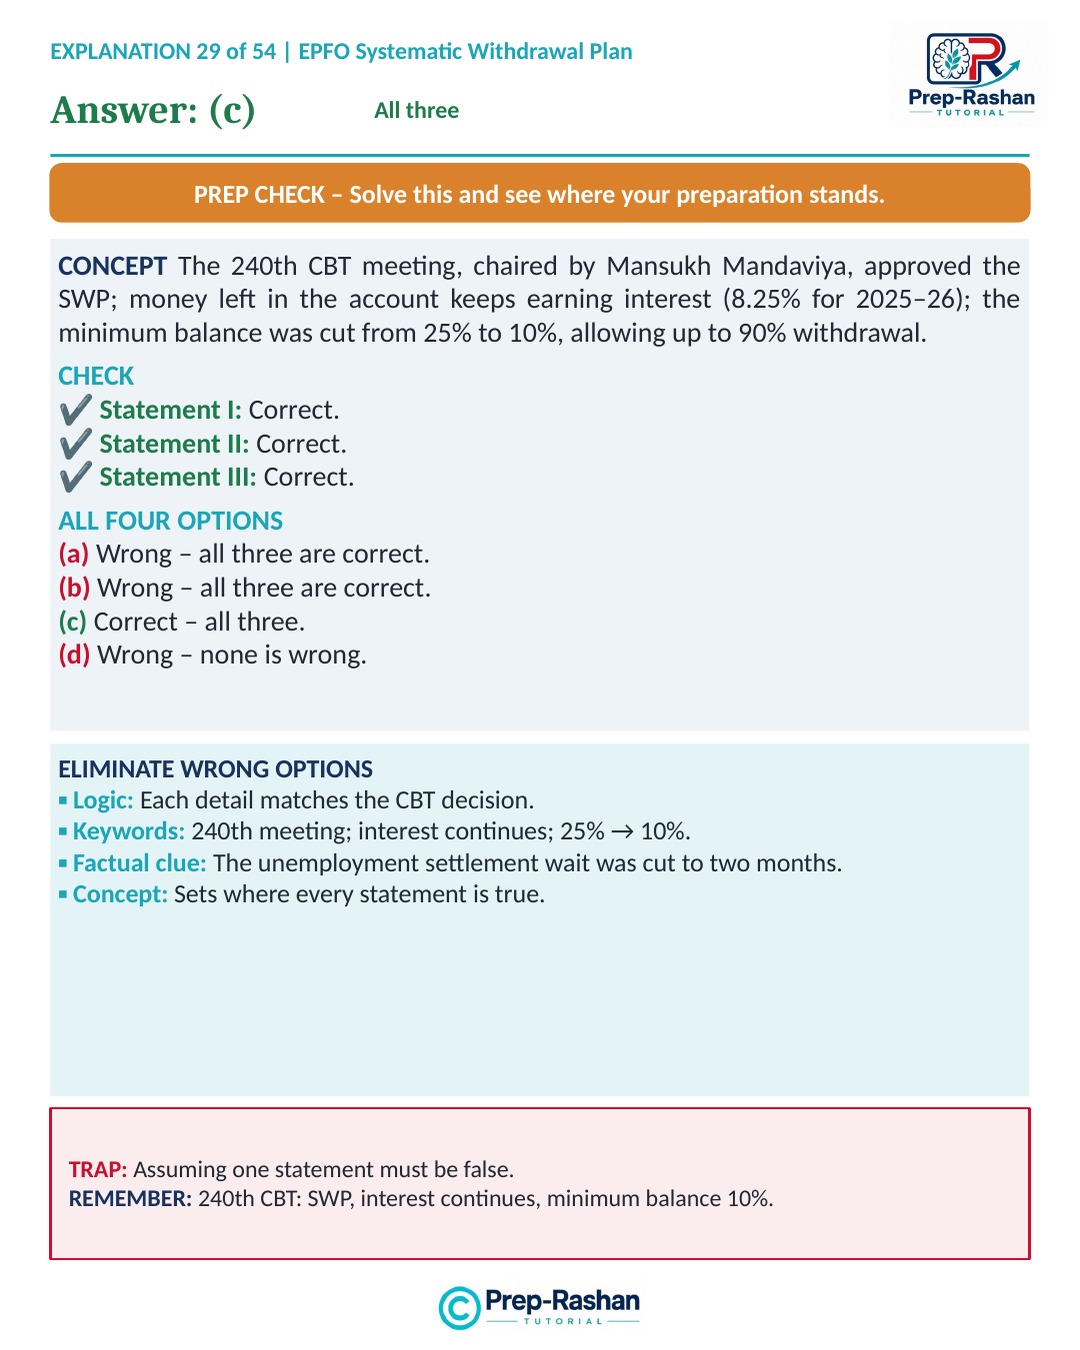 EXPLANATION 29 of 54 | EPFO Systematic Withdrawal Plan
Prep-Rashan
TUTORIAL
Answer: (c) All three
PREP CHECK – Solve this and see where your preparation stands.
CONCEPT The 240th CBT meeting, chaired by Mansukh Mandaviya, approved the
SWP; money left in the account keeps earning interest (8.25% for 2025–26); the
minimum balance was cut from 25% to 10%, allowing up to 90% withdrawal.
CHECK
✔ Statement I: Correct.
✔ Statement II: Correct.
✔ Statement III: Correct.
ALL FOUR OPTIONS
(a) Wrong – all three are correct.
(b) Wrong – all three are correct.
(c) Correct – all three.
(d) Wrong – none is wrong.
ELIMINATE WRONG OPTIONS
▪ Logic: Each detail matches the CBT decision.
▪ Keywords: 240th meeting; interest continues; 25% → 10%.
▪ Factual clue: The unemployment settlement wait was cut to two months.
▪ Concept: Sets where every statement is true.
TRAP: Assuming one statement must be false.
REMEMBER: 240th CBT: SWP, interest continues, minimum balance 10%.
© Prep-Rashan
TUTORIAL